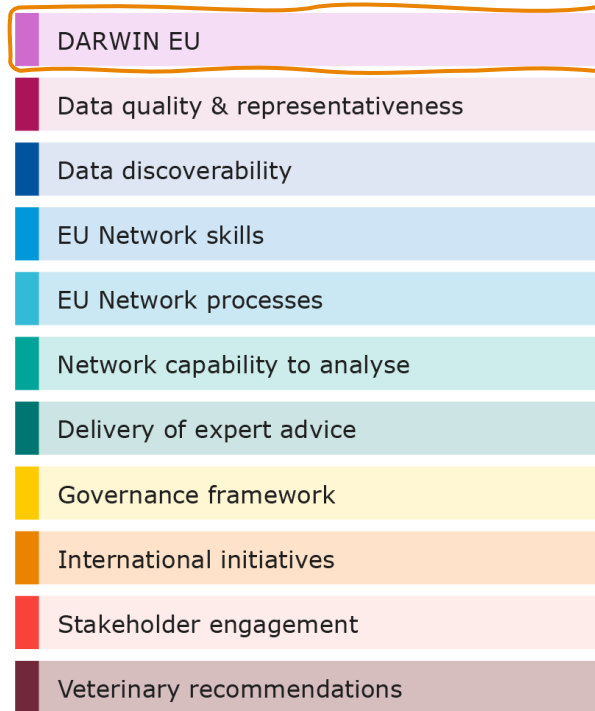 DARWIN EU
Data quality & representativeness
Data discoverability
EU Network skills
EU Network processes
Network capability to analyse
Delivery of expert advice
Governance framework
International initiatives
Stakeholder engagement
Veterinary recommendations